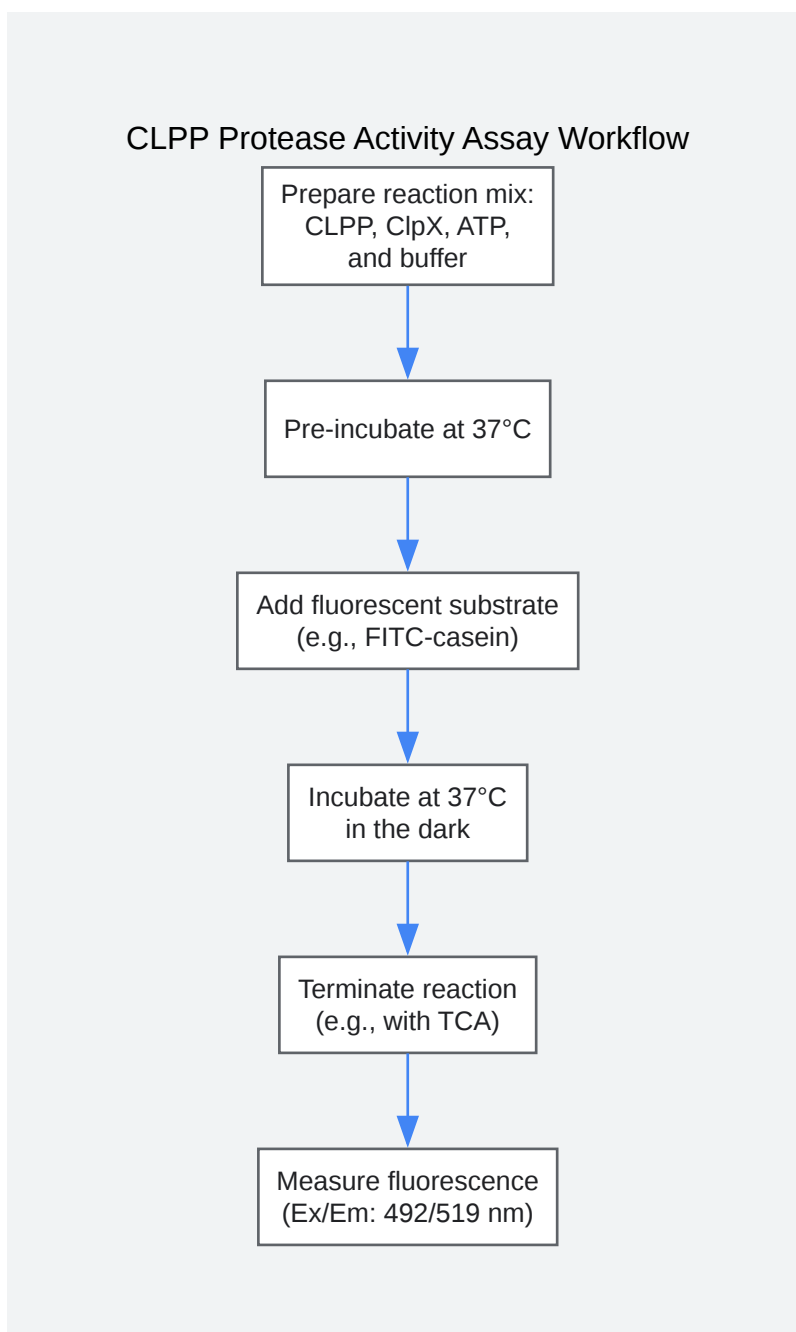 CLPP Protease Activity Assay Workflow
Prepare reaction mix:
CLPP, ClpX, ATP,
and buffer
Pre-incubate at 37°C
Add fluorescent substrate
(e.g., FITC-casein)
Incubate at 37°C
in the dark
Terminate reaction
(e.g., with TCA)
Measure fluorescence
(Ex/Em: 492/519 nm)